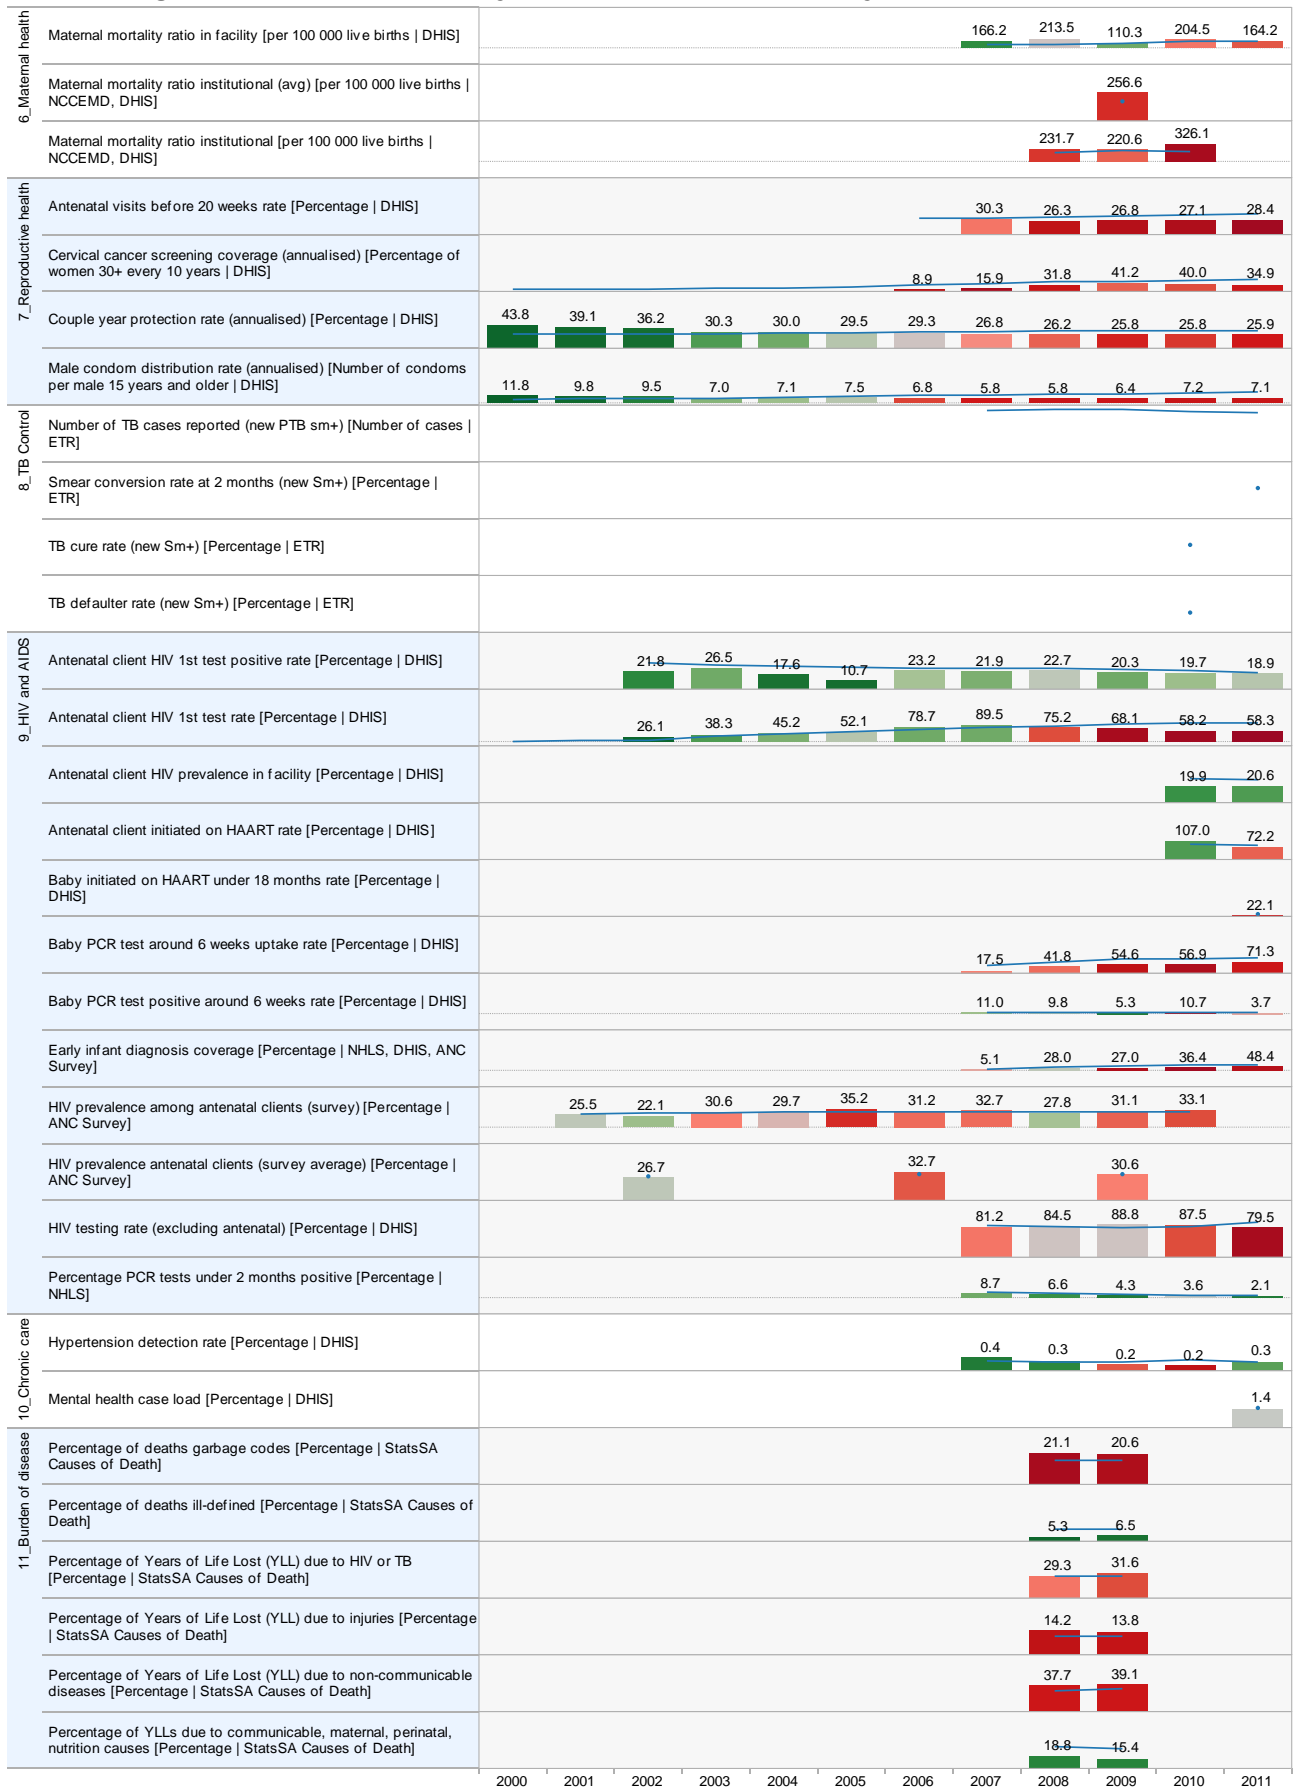 6_Maternal health
Maternal mortality ratio in facility [per 100 000 live births | DHIS]
166.2 213.5 110.3 204.5 164.2
Maternal mortality ratio institutional (avg) [per 100 000 live births |
NCCEMD, DHIS]
256.6
Maternal mortality ratio institutional [per 100 000 live births |
NCCEMD, DHIS]
231.7 220.6 326.1
7_Reproductive health
Antenatal visits before 20 weeks rate [Percentage | DHIS]
30.3 26.3 26.8 27.1 28.4
Cervical cancer screening coverage (annualised) [Percentage of
women 30+ every 10 years | DHIS]
8.9 15.9 31.8 41.2 40.0 34.9
Couple year protection rate (annualised) [Percentage | DHIS]
43.8 39.1 36.2 30.3 30.0 29.5 29.3 26.8 26.2 25.8 25.8 25.9
Male condom distribution rate (annualised) [Number of condoms
per male 15 years and older | DHIS]
11.8 9.8 9.5 7.0 7.1 7.5 6.8 5.8 5.8 6.4 7.2 7.1
8_TB Control
Number of TB cases reported (new PTB sm+) [Number of cases |
ETR]
Smear conversion rate at 2 months (new Sm+) [Percentage |
ETR]
TB cure rate (new Sm+) [Percentage | ETR]
TB defaulter rate (new Sm+) [Percentage | ETR]
9_HIV and AIDS
Antenatal client HIV 1st test positive rate [Percentage | DHIS]
21.8 26.5 17.6 10.7 23.2 21.9 22.7 20.3 19.7 18.9
Antenatal client HIV 1st test rate [Percentage | DHIS]
26.1 38.3 45.2 52.1 78.7 89.5 75.2 68.1 58.2 58.3
Antenatal client HIV prevalence in facility [Percentage | DHIS]
19.9 20.6
Antenatal client initiated on HAART rate [Percentage | DHIS]
107.0 72.2
Baby initiated on HAART under 18 months rate [Percentage |
DHIS]
22.1
Baby PCR test around 6 weeks uptake rate [Percentage | DHIS]
17.5 41.8 54.6 56.9 71.3
Baby PCR test positive around 6 weeks rate [Percentage | DHIS]
11.0 9.8 5.3 10.7 3.7
Early infant diagnosis coverage [Percentage | NHLS, DHIS, ANC
Survey]
5.1 28.0 27.0 36.4 48.4
HIV prevalence among antenatal clients (survey) [Percentage |
ANC Survey]
25.5 22.1 30.6 29.7 35.2 31.2 32.7 27.8 31.1 33.1
HIV prevalence antenatal clients (survey average) [Percentage |
ANC Survey]
26.7 32.7 30.6
HIV testing rate (excluding antenatal) [Percentage | DHIS]
81.2 84.5 88.8 87.5 79.5
Percentage PCR tests under 2 months positive [Percentage |
NHLS]
8.7 6.6 4.3 3.6 2.1
10_Chronic care
Hypertension detection rate [Percentage | DHIS]
0.4 0.3 0.2 0.2 0.3
Mental health case load [Percentage | DHIS]
1.4
11_Burden of disease
Percentage of deaths garbage codes [Percentage | StatsSA
Causes of Death]
21.1 20.6
Percentage of deaths ill-defined [Percentage | StatsSA Causes of
Death]
5.3 6.5
Percentage of Years of Life Lost (YLL) due to HIV or TB
[Percentage | StatsSA Causes of Death]
29.3 31.6
Percentage of Years of Life Lost (YLL) due to injuries [Percentage
| StatsSA Causes of Death]
14.2 13.8
Percentage of Years of Life Lost (YLL) due to non-communicable
diseases [Percentage | StatsSA Causes of Death]
37.7 39.1
Percentage of YLLs due to communicable, maternal, perinatal,
nutrition causes [Percentage | StatsSA Causes of Death]
18.8 15.4
2000 2001 2002 2003 2004 2005 2006 2007 2008 2009 2010 2011